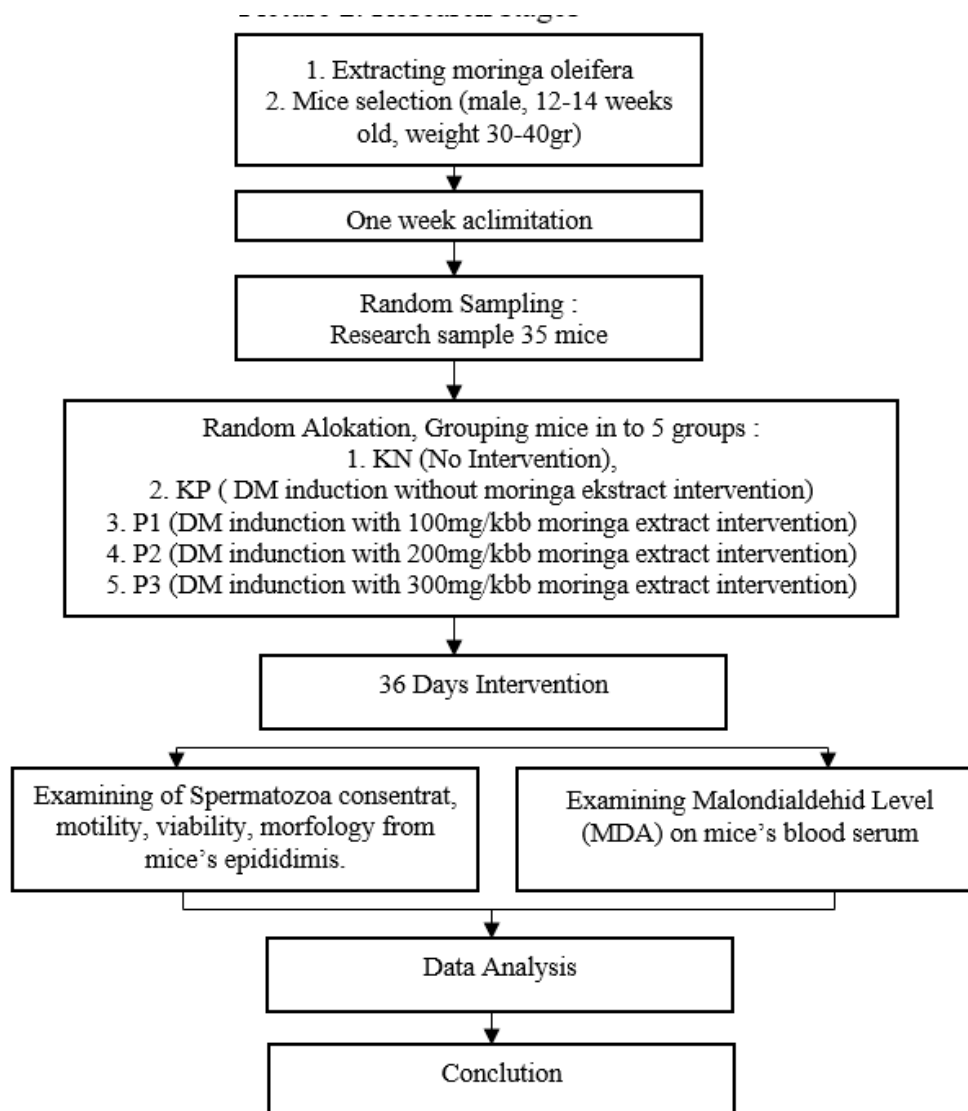 1. Extracting moringa oleifera
2. Mice selection (male, 12-14 weeks
old, weight 30-40gr)
One week aclimitation
Random Sampling :
Research sample 35 mice
Random Alokation, Grouping mice in to 5 groups :
1. KN (No Intervention),
2. KP ( DM induction without moringa ekstract intervention)
3. P1 (DM indunction with 100mg/kbb moringa extract intervention)
4. P2 (DM indunction with 200mg/kbb moringa extract intervention)
5. P3 (DM indunction with 300mg/kbb moringa extract intervention)
36 Days Intervention
Examining of Spermatozoa consentrat,
motility, viability, morfology from
mice’s epididimis.
Examining Malondialdehid Level
(MDA) on mice’s blood serum
Data Analysis
Conclution